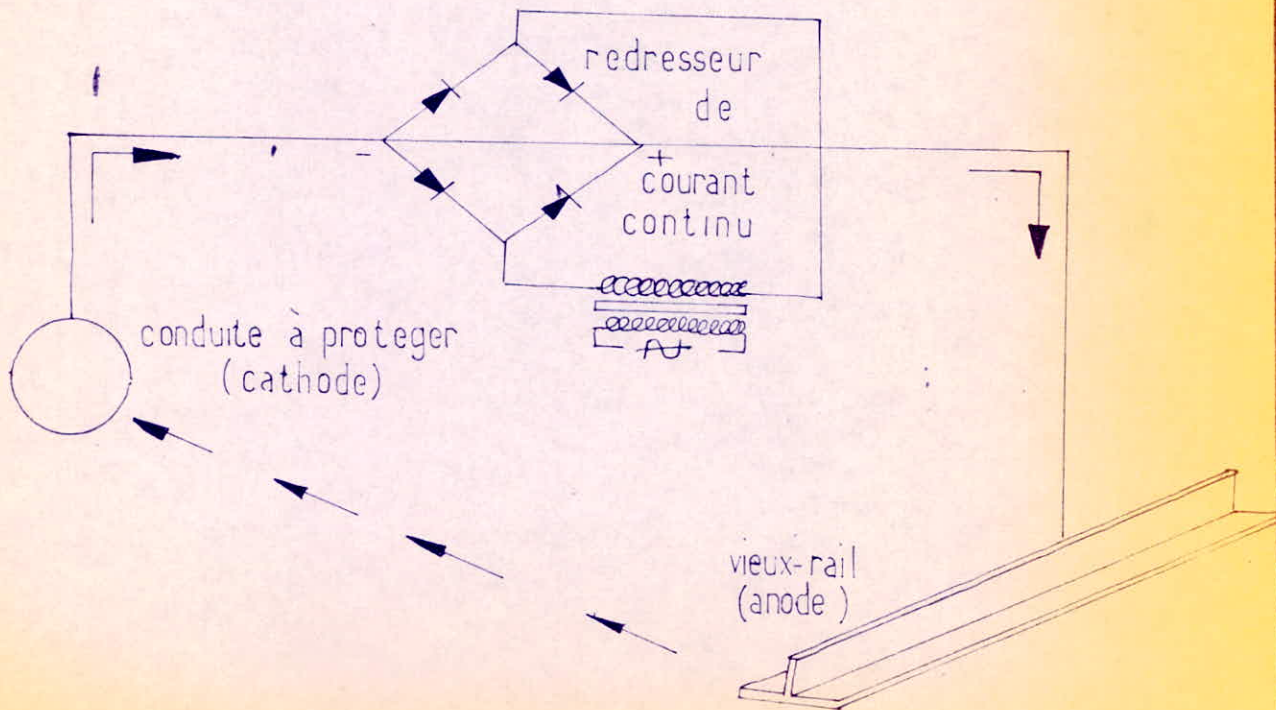 redresseur
de
- +
courant
continu
conduite à proteger
(cathode)
vieux-rail
(anode)